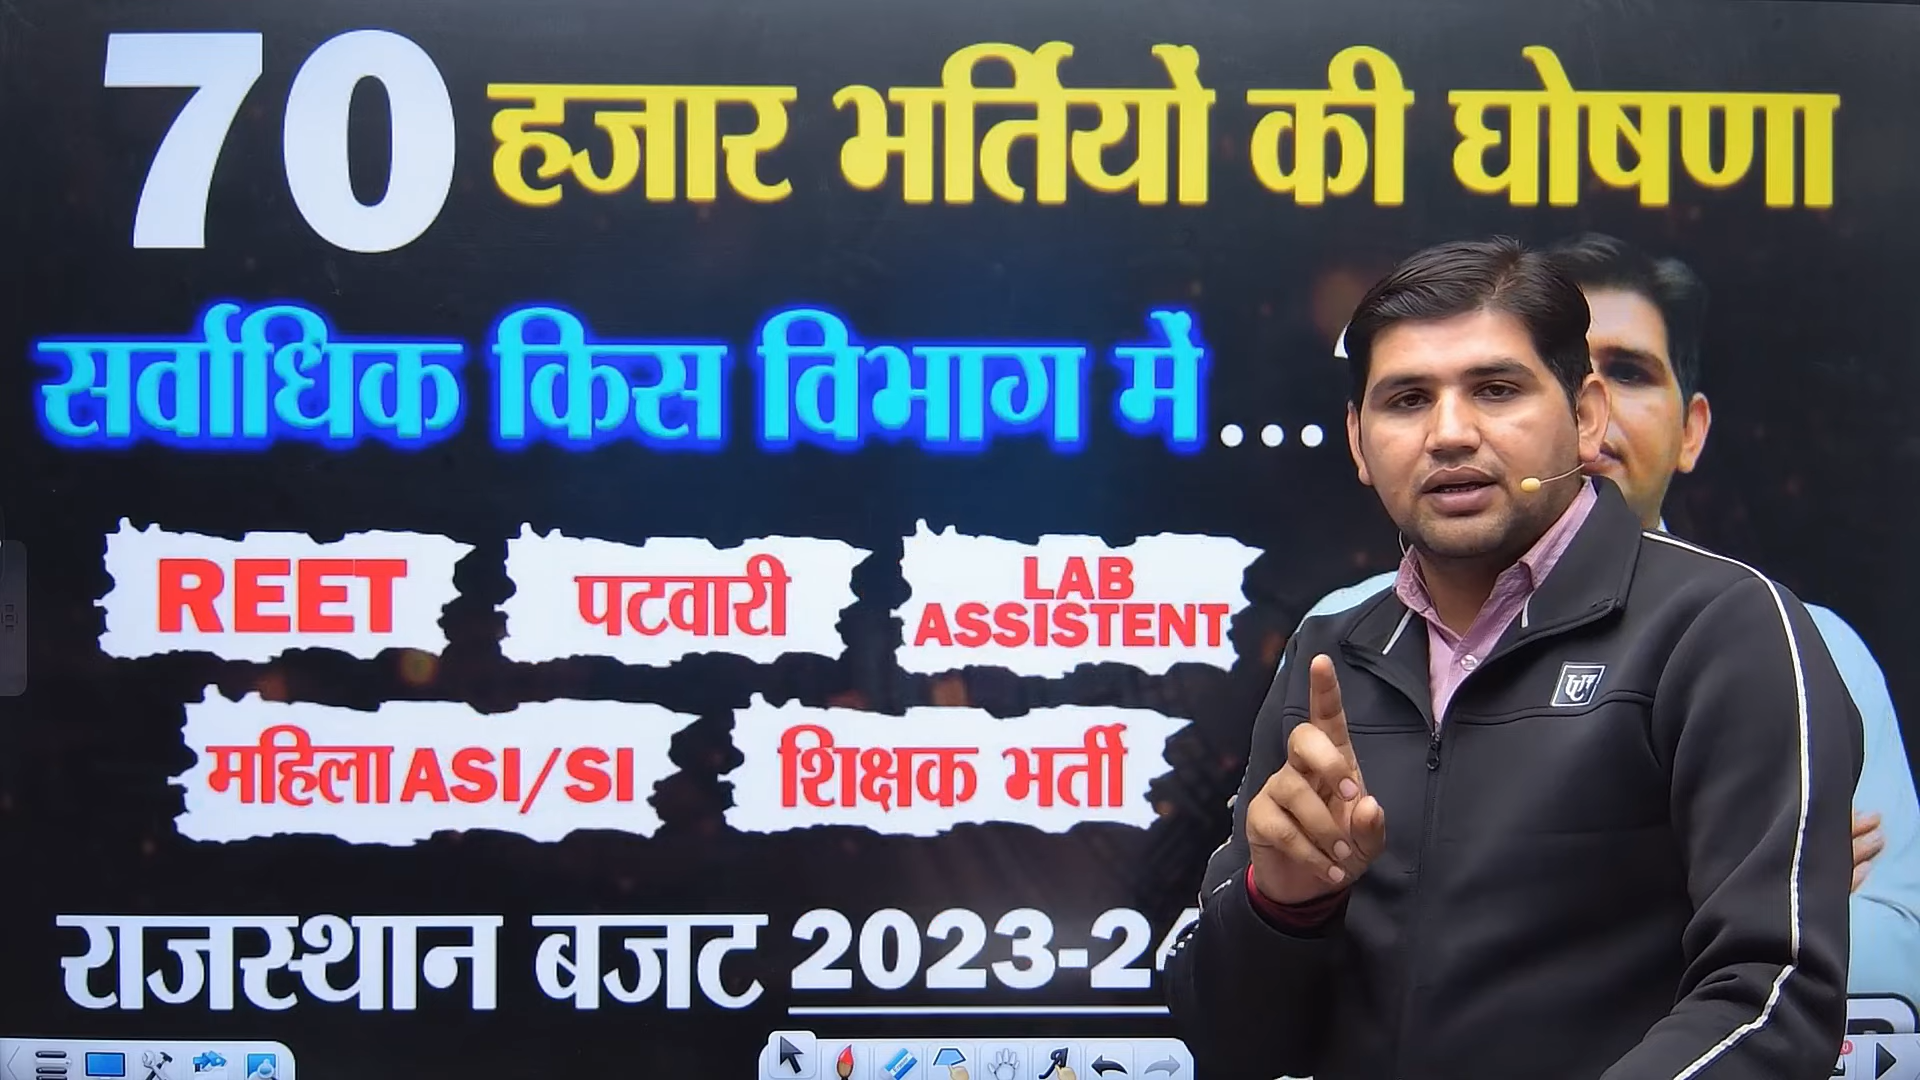 70 हजार भर्तियों की घोषणा
सर्वाधिक किस विभाग में...
REET
पटवारी
LAB
ASSISTENT
महिला ASI/SI
शिक्षक भर्ती
राजस्थान बजट 2023-24